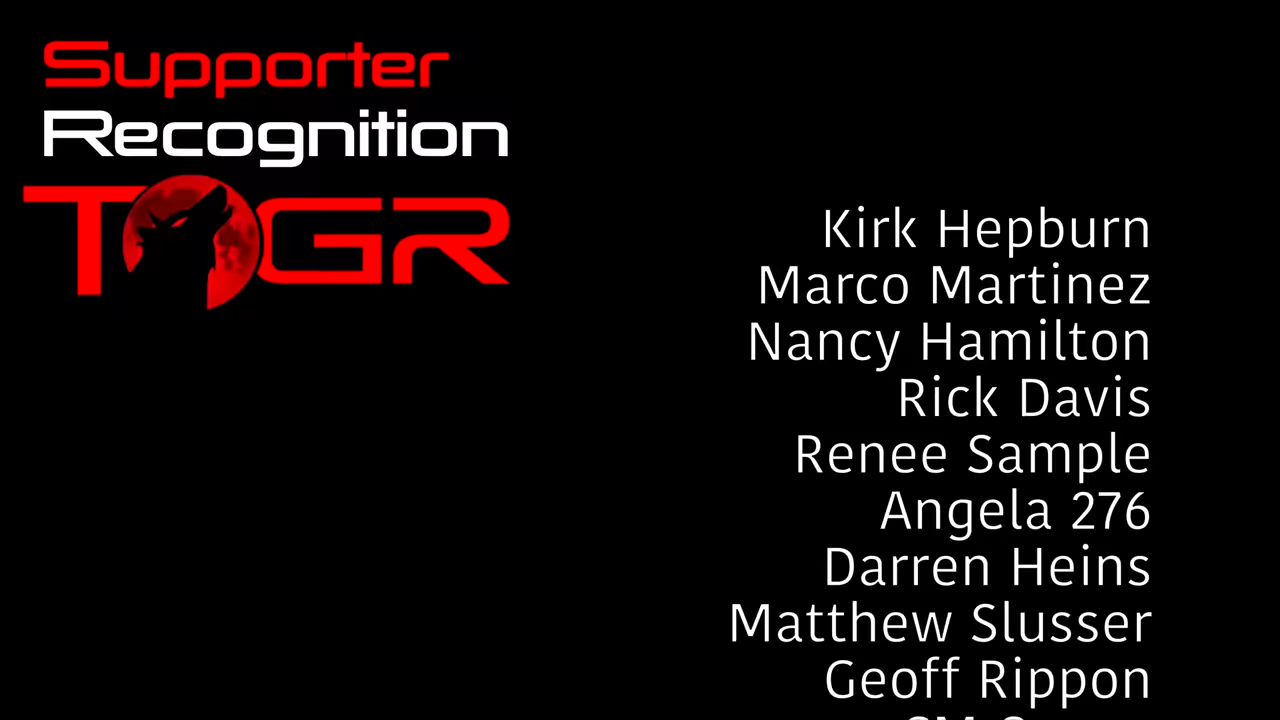 Supporter
Recognition
TOGR
Kirk Hepburn
Marco Martinez
Nancy Hamilton
Rick Davis
Renee Sample
Angela 276
Darren Heins
Matthew Slusser
Geoff Rippon